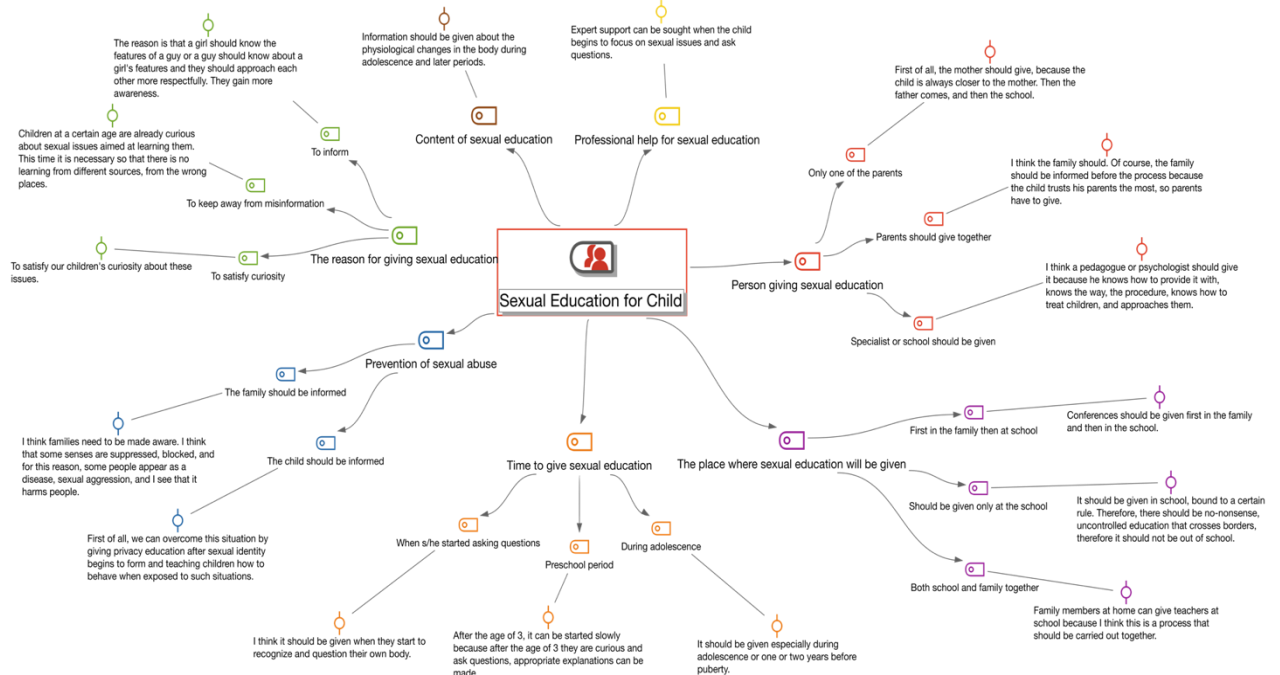 The reason is that a girl should know the
features of a guy or a guy should know about a
girl's features and they should approach each
other more respectfully. They gain more
awareness.
Information should be given about the
physiological changes in the body during
adolescence and later periods.
Expert support can be sought when the child
begins to focus on sexual issues and ask
questions.
First of all, the mother should give, because the
child is always closer to the mother. Then the
father comes, and then the school.
Children at a certain age are already curious
about sexual issues aimed at learning them.
This time it is necessary so that there is no
learning from different sources, from the wrong
places.
To inform
Content of sexual education
Professional help for sexual education
Only one of the parents
I think the family should. Of course, the family
should be informed before the process because
the child trusts his parents the most, so parents
have to give.
To keep away from misinformation
Parents should give together
To satisfy our children's curiosity about these
issues.
To satisfy curiosity
The reason for giving sexual education
Sexual Education for Child
Person giving sexual education
I think a pedagogue or psychologist should give
it because he knows how to provide it with,
knows the way, the procedure, knows how to
treat children, and approaches them.
Specialist or school should be given
Prevention of sexual abuse
The family should be informed
I think families need to be made aware. I think
that some senses are suppressed, blocked, and
for this reason, some people appear as a
disease, sexual aggression, and I see that it
harms people.
The child should be informed
First of all, we can overcome this situation by
giving privacy education after sexual identity
begins to form and teaching children how to
behave when exposed to such situations.
Time to give sexual education
When s/he started asking questions
Preschool period
During adolescence
I think it should be given when they start to
recognize and question their own body.
After the age of 3, it can be started slowly
because after the age of 3 they are curious and
ask questions, appropriate explanations can be
made
It should be given especially during
adolescence or one or two years before
puberty.
The place where sexual education will be given
First in the family then at school
Conferences should be given first in the family
and then in the school.
Should be given only at the school
It should be given in school, bound to a certain
rule. Therefore, there should be no-nonsense,
uncontrolled education that crosses borders,
therefore it should not be out of school.
Both school and family together
Family members at home can give teachers at
school because I think this is a process that
should be carried out together.